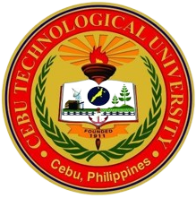 CEBU TECHNOLOGICAL UNIVERSITY
FOUNDED
1911
Cebu, Philippines